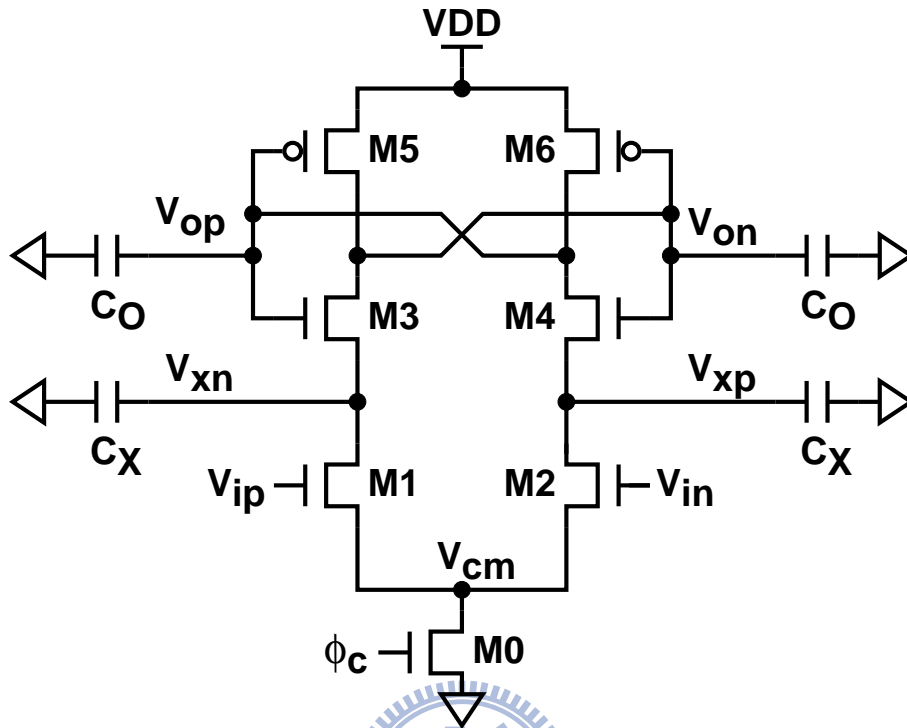 VDD
M5 M6
Vop Von
CO CO
M3 M4
Vxn Vxp
CX CX
Vip M1 M2 Vin
Vcm
ϕc M0